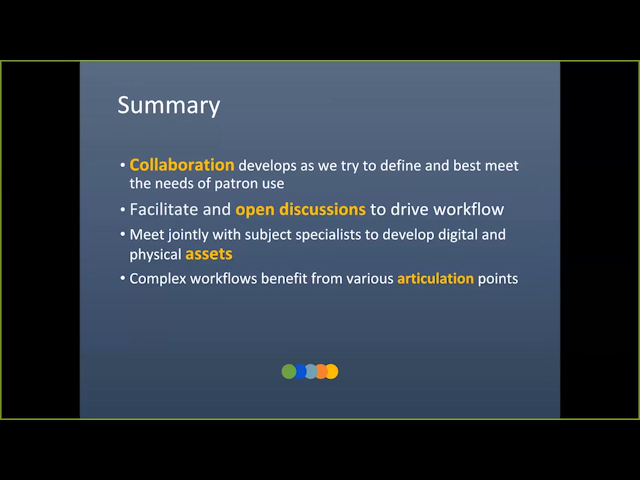 Summary
• Collaboration develops as we try to define and best meet
the needs of patron use
• Facilitate and open discussions to drive workflow
• Meet jointly with subject specialists to develop digital and
physical assets
• Complex workflows benefit from various articulation points